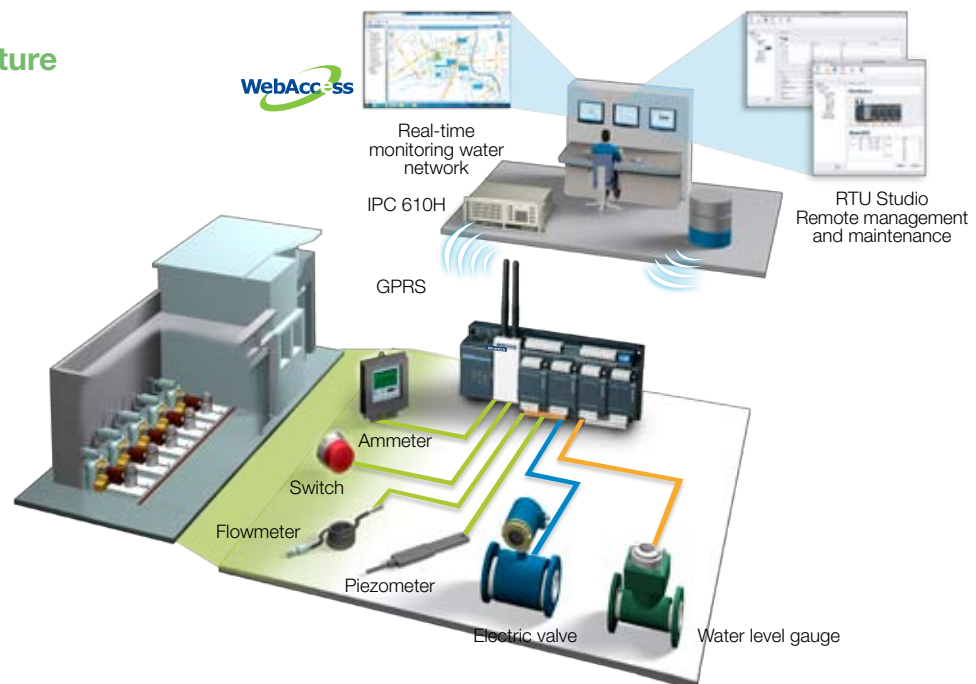 ture
WebAccess
Real-time
monitoring water
network
RTU Studio
Remote management
and maintenance
IPC 610H
GPRS
Ammeter
Switch
Flowmeter
Piezometer
Electric valve
Water level gauge